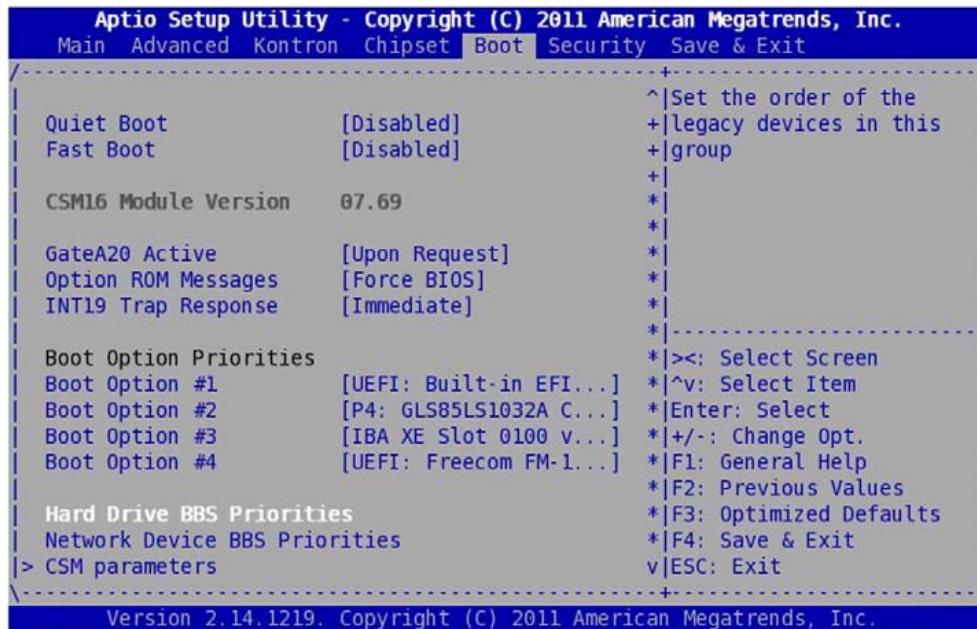 Aptio Setup Utility - Copyright (C) 2011 American Megatrends, Inc.
Main Advanced Kontron Chipset Boot Security Save & Exit
/-----------------------------------------------------+-------------------------
| ^|Set the order of the
| Quiet Boot [Disabled] +|legacy devices in this
| Fast Boot [Disabled] +|group
| +|
| CSM16 Module Version 07.69 *|
| *|
| GateA20 Active [Upon Request] *|
| Option ROM Messages [Force BIOS] *|
| INT19 Trap Response [Immediate] *|
| *|-------------------------
| Boot Option Priorities *|><: Select Screen
| Boot Option #1 [UEFI: Built-in EFI...] *|^v: Select Item
| Boot Option #2 [P4: GLS85LS1032A C...] *|Enter: Select
| Boot Option #3 [IBA XE Slot 0100 v...] *|+/-: Change Opt.
| Boot Option #4 [UEFI: Freecom FM-1...] *|F1: General Help
| *|F2: Previous Values
| Hard Drive BBS Priorities *|F3: Optimized Defaults
| Network Device BBS Priorities *|F4: Save & Exit
|> CSM parameters v|ESC: Exit
\-----------------------------------------------------+-------------------------
Version 2.14.1219. Copyright (C) 2011 American Megatrends, Inc.